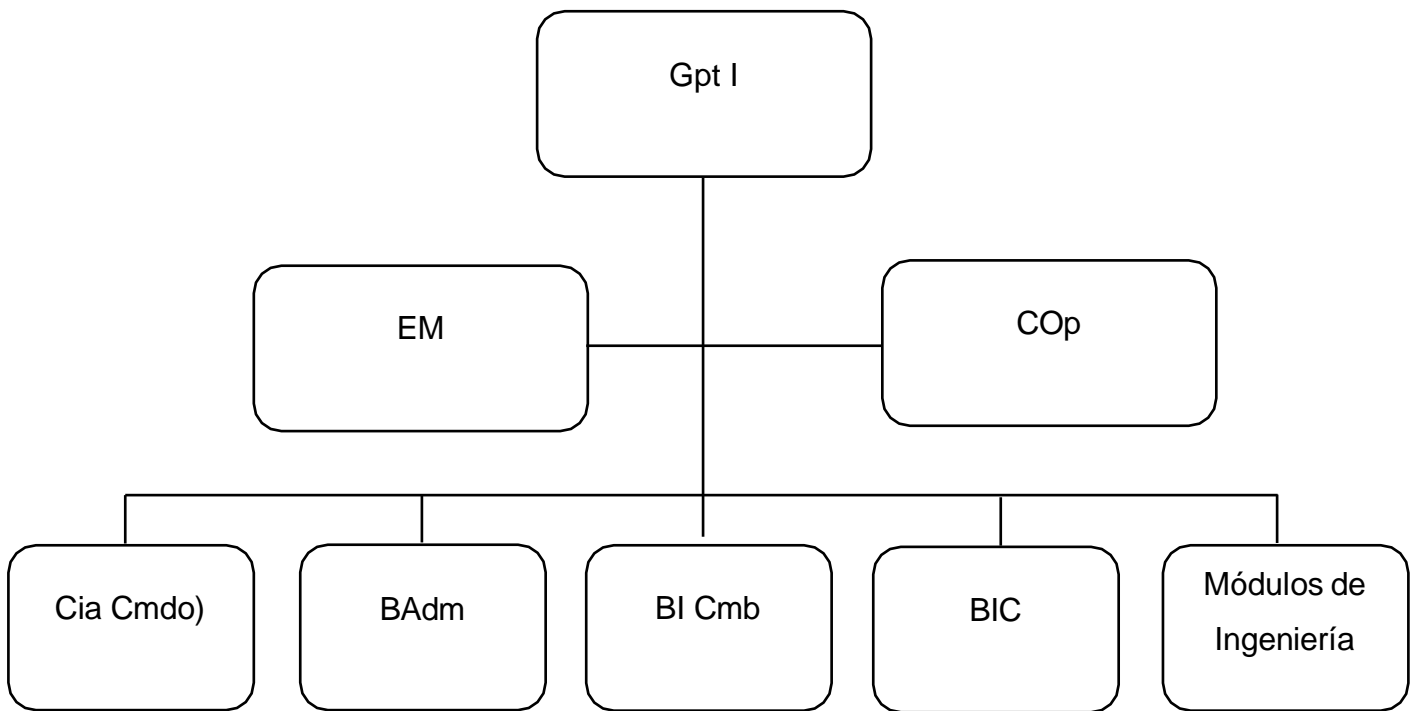 Gpt I
EM
COp
Cia Cmdo)
BAdm
BI Cmb
BIC
Módulos de
Ingeniería